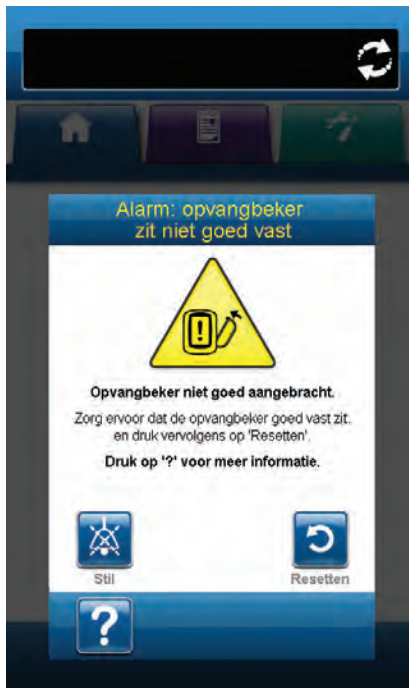 Alarm: opvangbeker
zit niet goed vast
Opvangbeker niet goed aangebracht.
Zorg ervoor dat de opvangbeker goed vast zit.
en druk vervolgens op 'Resetten'.
Druk op '?' voor meer informatie.
Stil
Resetten
?